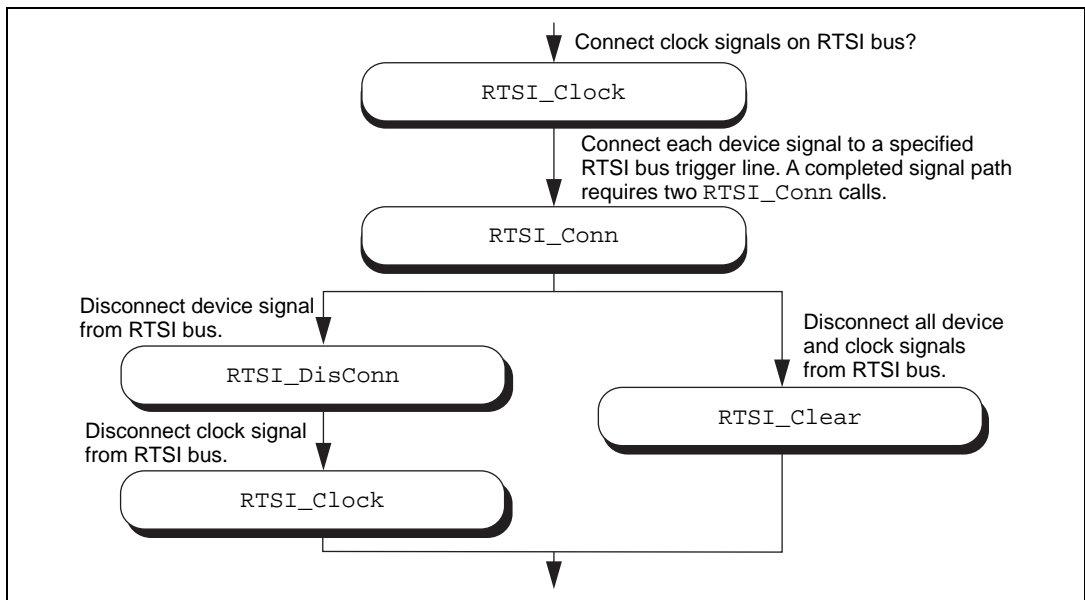 Connect clock signals on RTSI bus?
RTSI_Clock
Connect each device signal to a specified
RTSI bus trigger line. A completed signal path
requires two RTSI_Conn calls.
RTSI_Conn
Disconnect device signal
from RTSI bus.
RTSI_DisConn
Disconnect clock signal
from RTSI bus.
RTSI_Clock
Disconnect all device
and clock signals
from RTSI bus.
RTSI_Clear